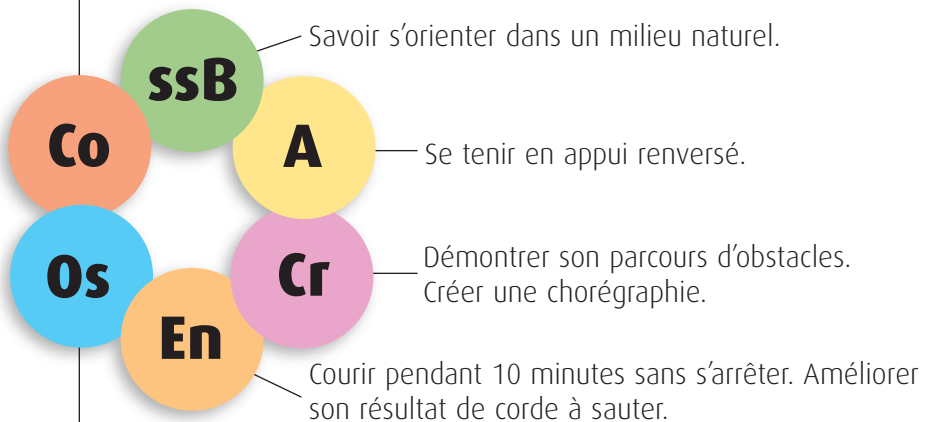 Savoir s’orienter dans un milieu naturel.
ssB
Co
A
Se tenir en appui renversé.
Os
Cr
Démontrer son parcours d’obstacles.
Créer une chorégraphie.
En
Courir pendant 10 minutes sans s’arrêter. Améliorer
son résultat de corde à sauter.